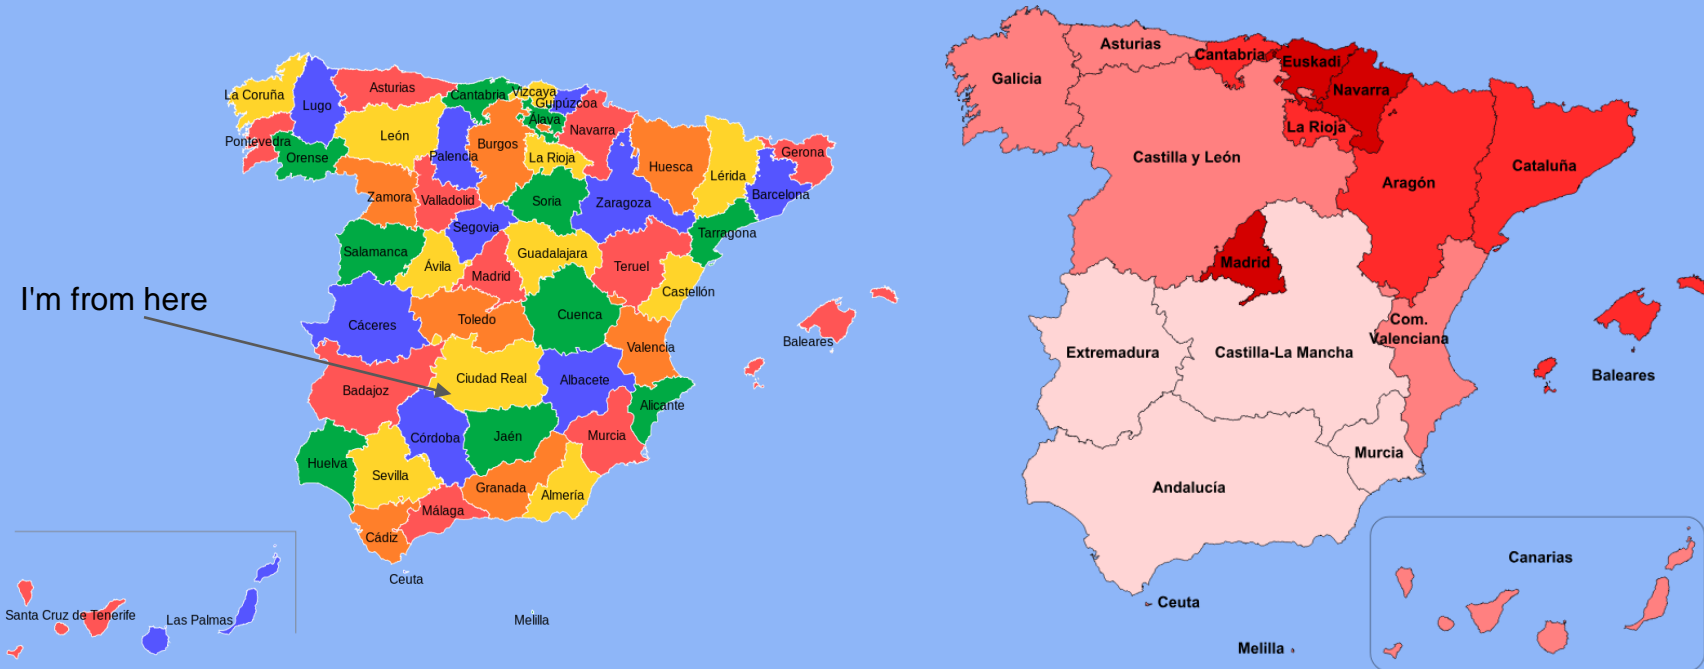 La Coruña
Lugo
Asturias
Cantabria
Vizcaya
Guipúzcoa
Álava
Navarra
Pontevedra
Orense
León
Palencia
Burgos
La Rioja
Huesca
Lérida
Gerona
Barcelona
Zamora
Valladolid
Soria
Zaragoza
Tarragona
Segovia
Salamanca
Ávila
Madrid
Guadalajara
Teruel
Castellón
I'm from here
Cáceres
Toledo
Cuenca
Valencia
Baleares
Badajoz
Ciudad Real
Albacete
Alicante
Córdoba
Jaén
Murcia
Huelva
Sevilla
Granada
Almería
Málaga
Cádiz
Ceuta
Melilla
Santa Cruz de Tenerife
Las Palmas
Galicia
Asturias
Cantabria
Euskadi
Navarra
La Rioja
Castilla y León
Aragón
Cataluña
Madrid
Com.
Valenciana
Extremadura
Castilla-La Mancha
Baleares
Murcia
Andalucía
Canarias
Ceuta
Melilla